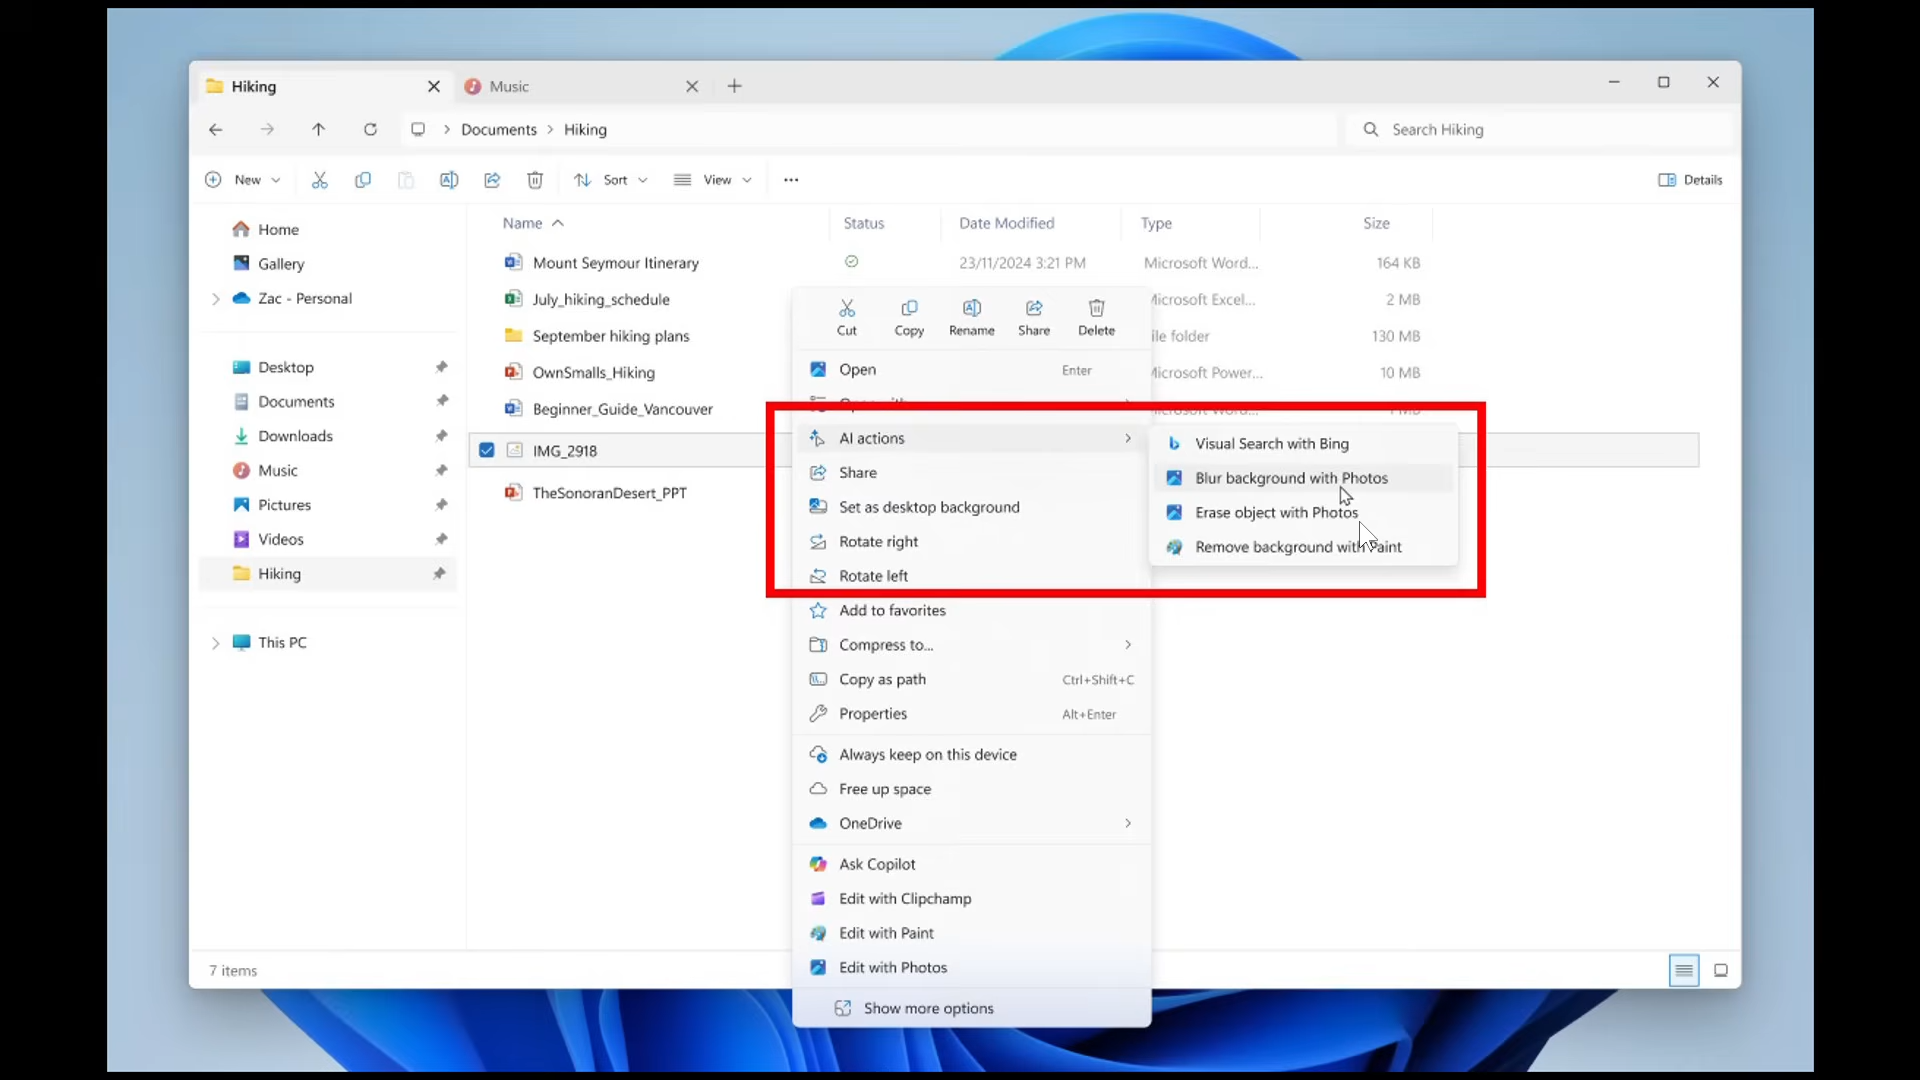 Hiking
Music
Documents
Hiking
Search Hiking
New
Sort
View
Details
Home
Gallery
Zac - Personal
Desktop
Documents
Downloads
Music
Pictures
Videos
Hiking
This PC
Name Status Date Modified Type Size
Mount Seymour Itinerary 23/11/2024 3:21 PM Microsoft Word... 164 KB
July_hiking_schedule Microsoft Excel... 2 MB
September hiking plans file folder 130 MB
OwnSmalls_Hiking Microsoft Power... 10 MB
Beginner_Guide_Vancouver
IMG_2918
TheSonoranDesert_PPT
Cut Copy Rename Share Delete
Open Enter
AI actions
Share
Set as desktop background
Rotate right
Rotate left
Add to favorites
Compress to...
Copy as path Ctrl+Shift+C
Properties Alt+Enter
Always keep on this device
Free up space
OneDrive
Ask Copilot
Edit with Clipchamp
Edit with Paint
Edit with Photos
Show more options
Visual Search with Bing
Blur background with Photos
Erase object with Photos
Remove background with Paint
7 items